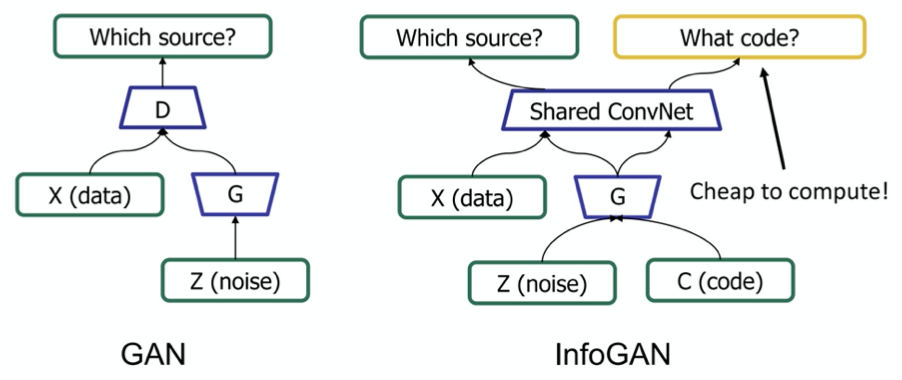 Which source?
D
X (data)
G
Z (noise)
GAN
Which source?
What code?
Shared ConvNet
Cheap to compute!
X (data)
G
Z (noise)
C (code)
InfoGAN